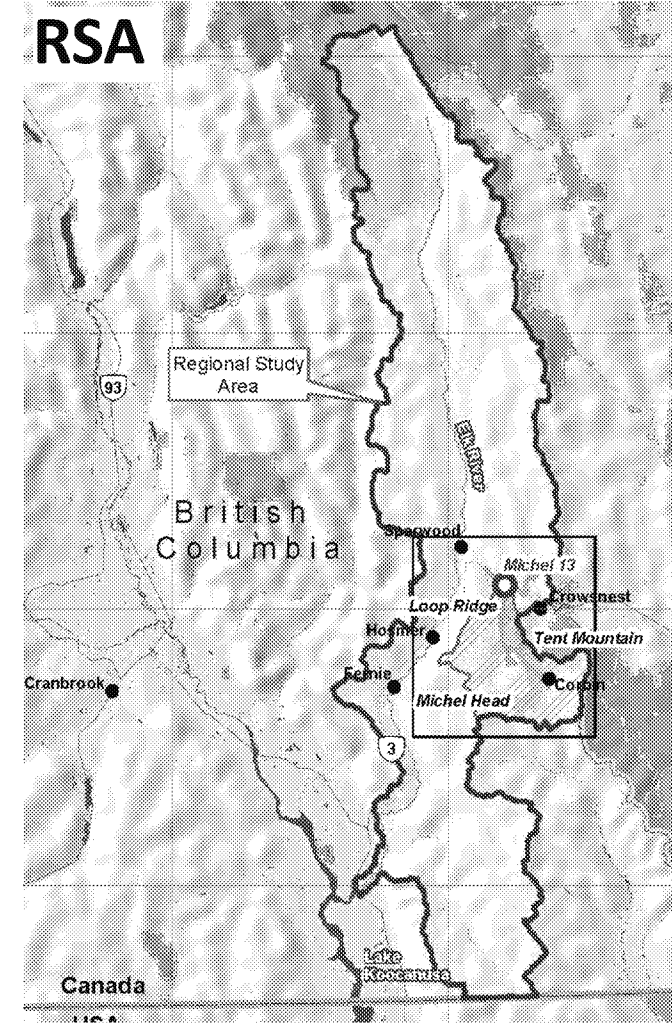 RSA
Regional Study
Area
93
Elk River
British
Columbia
Sparwood
Michel 13
Crowsnest
Loop Ridge
Hosmer
Tent Mountain
Cranbrook
Fernie
Corbin
Michel Head
3
Lake
Koocanusa
Canada
USA